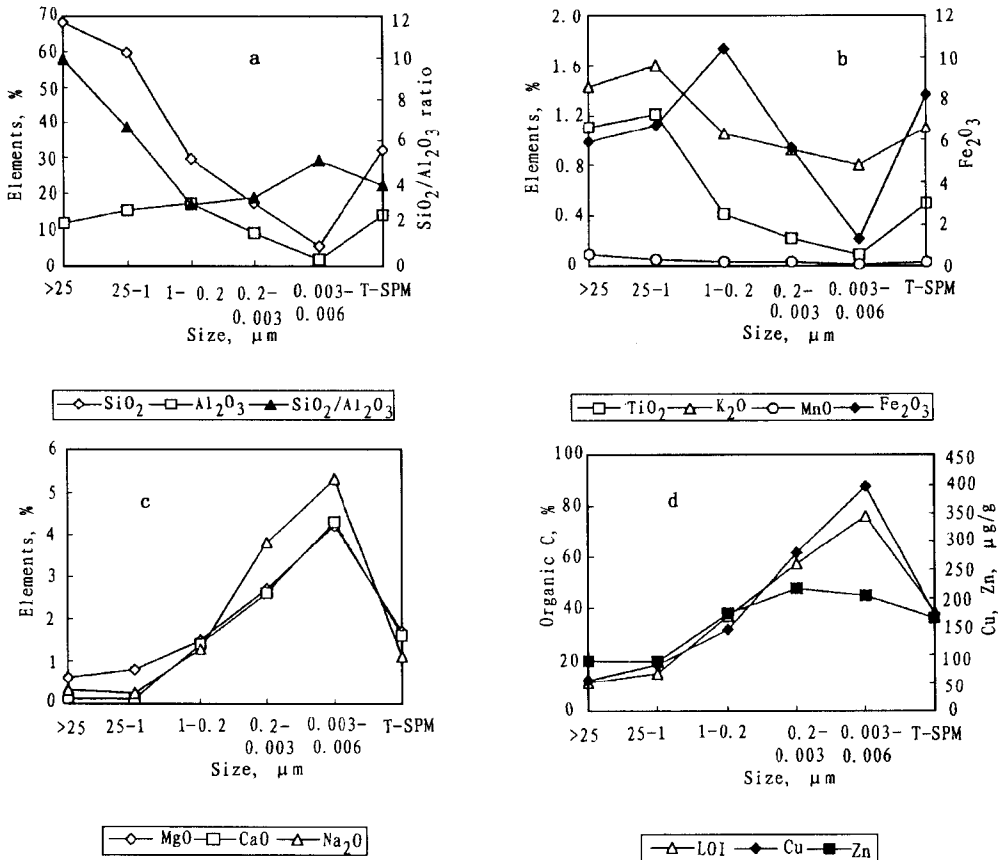 70
60
50
40
30
20
10
0
Elements, %
a
12
10
8
6
4
2
0
SiO2/Al2O3 ratio
>25 25-1 1-0.2 0.2- 0.003- T-SPM
0.003 0.006
Size, μm
SiO2 Al2O3 SiO2/Al2O3
2.0
1.6
1.2
0.8
0.4
0
Elements, %
b
12
10
8
6
4
2
0
Fe2O3
>25 25-1 1-0.2 0.2- 0.003- T-SPM
0.003 0.006
Size, μm
TiO2 K2O MnO Fe2O3
6
5
4
3
2
1
0
Elements, %
c
>25 25-1 1-0.2 0.2- 0.003- T-SPM
0.003 0.006
Size, μm
MgO CaO Na2O
100
80
60
40
20
0
Organic C, %
d
450
400
350
300
250
200
150
100
50
0
Cu, Zn, μg/g
>25 25-1 1-0.2 0.2- 0.003- T-SPM
0.003 0.006
Size, μm
LOI Cu Zn